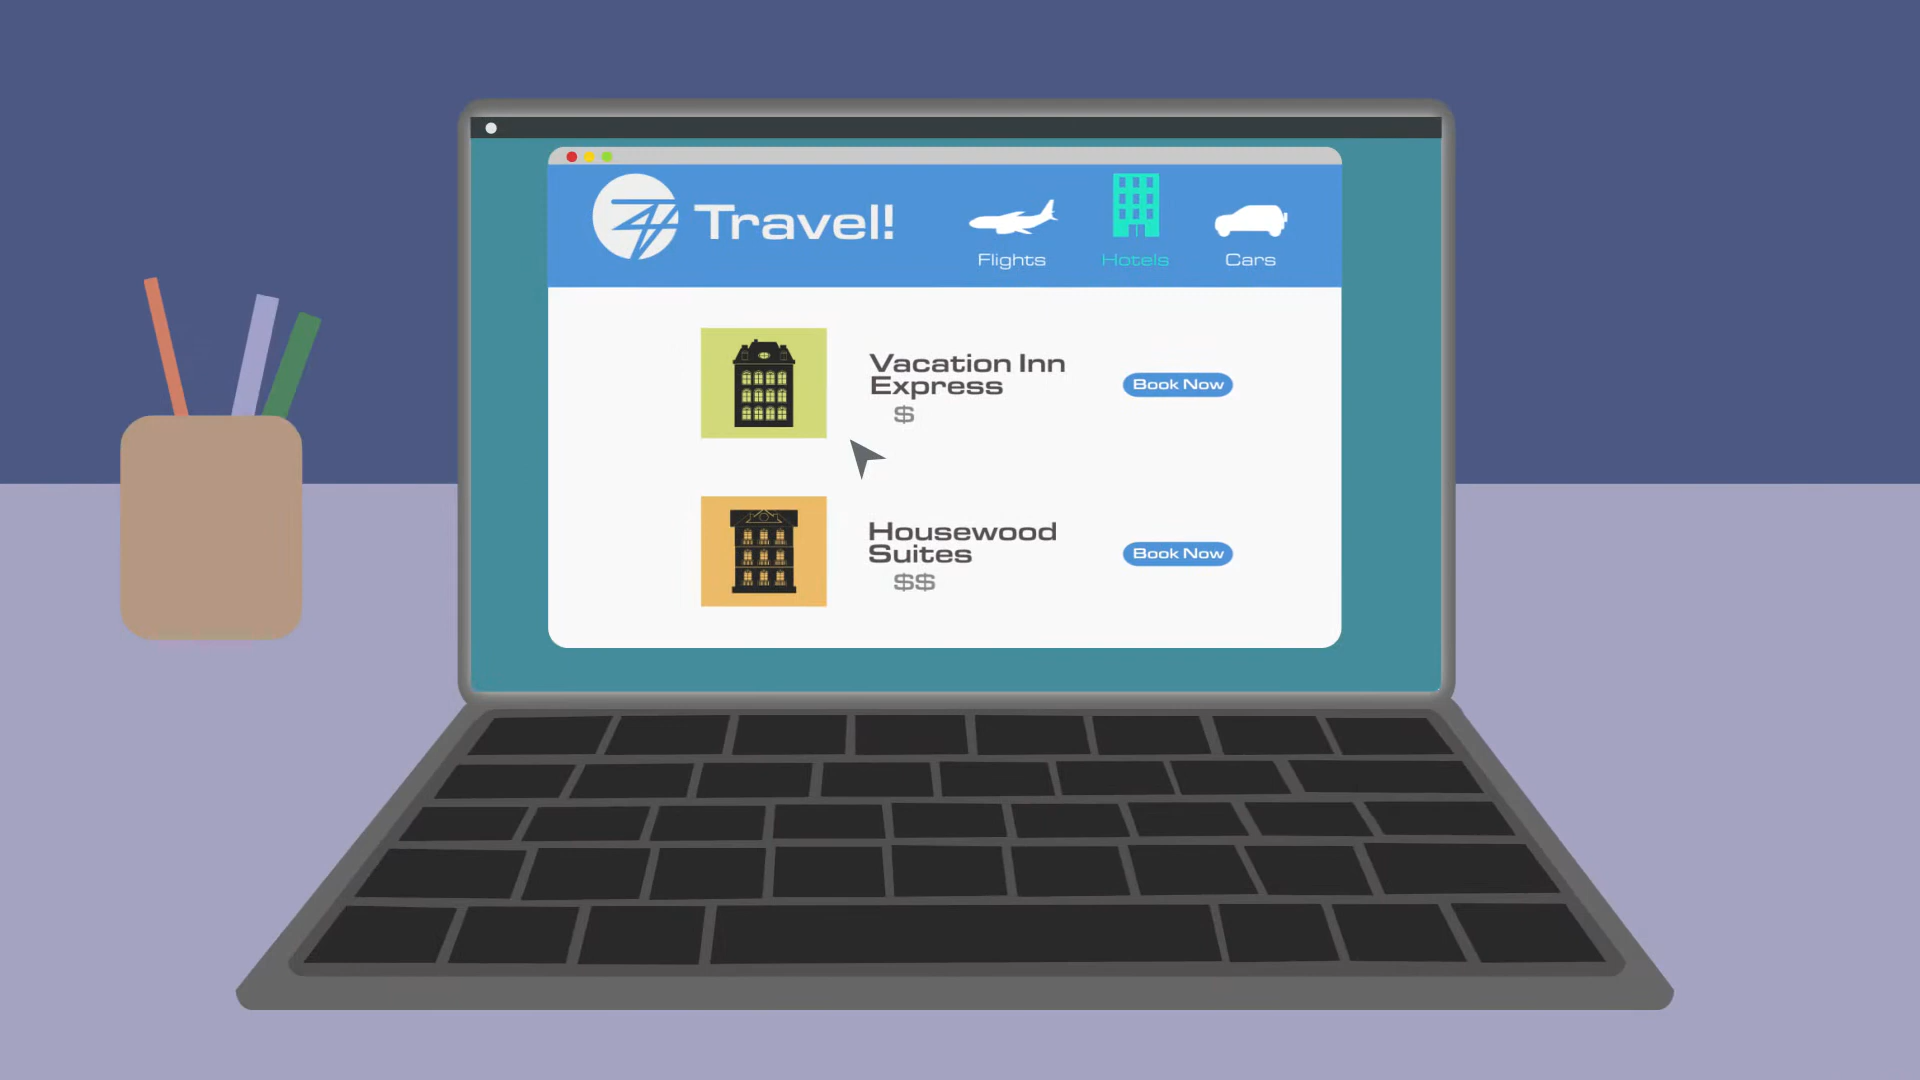 Travel!
Flights
Hotels
Cars
Vacation Inn
Express
$
Book Now
Housewood
Suites
$$
Book Now